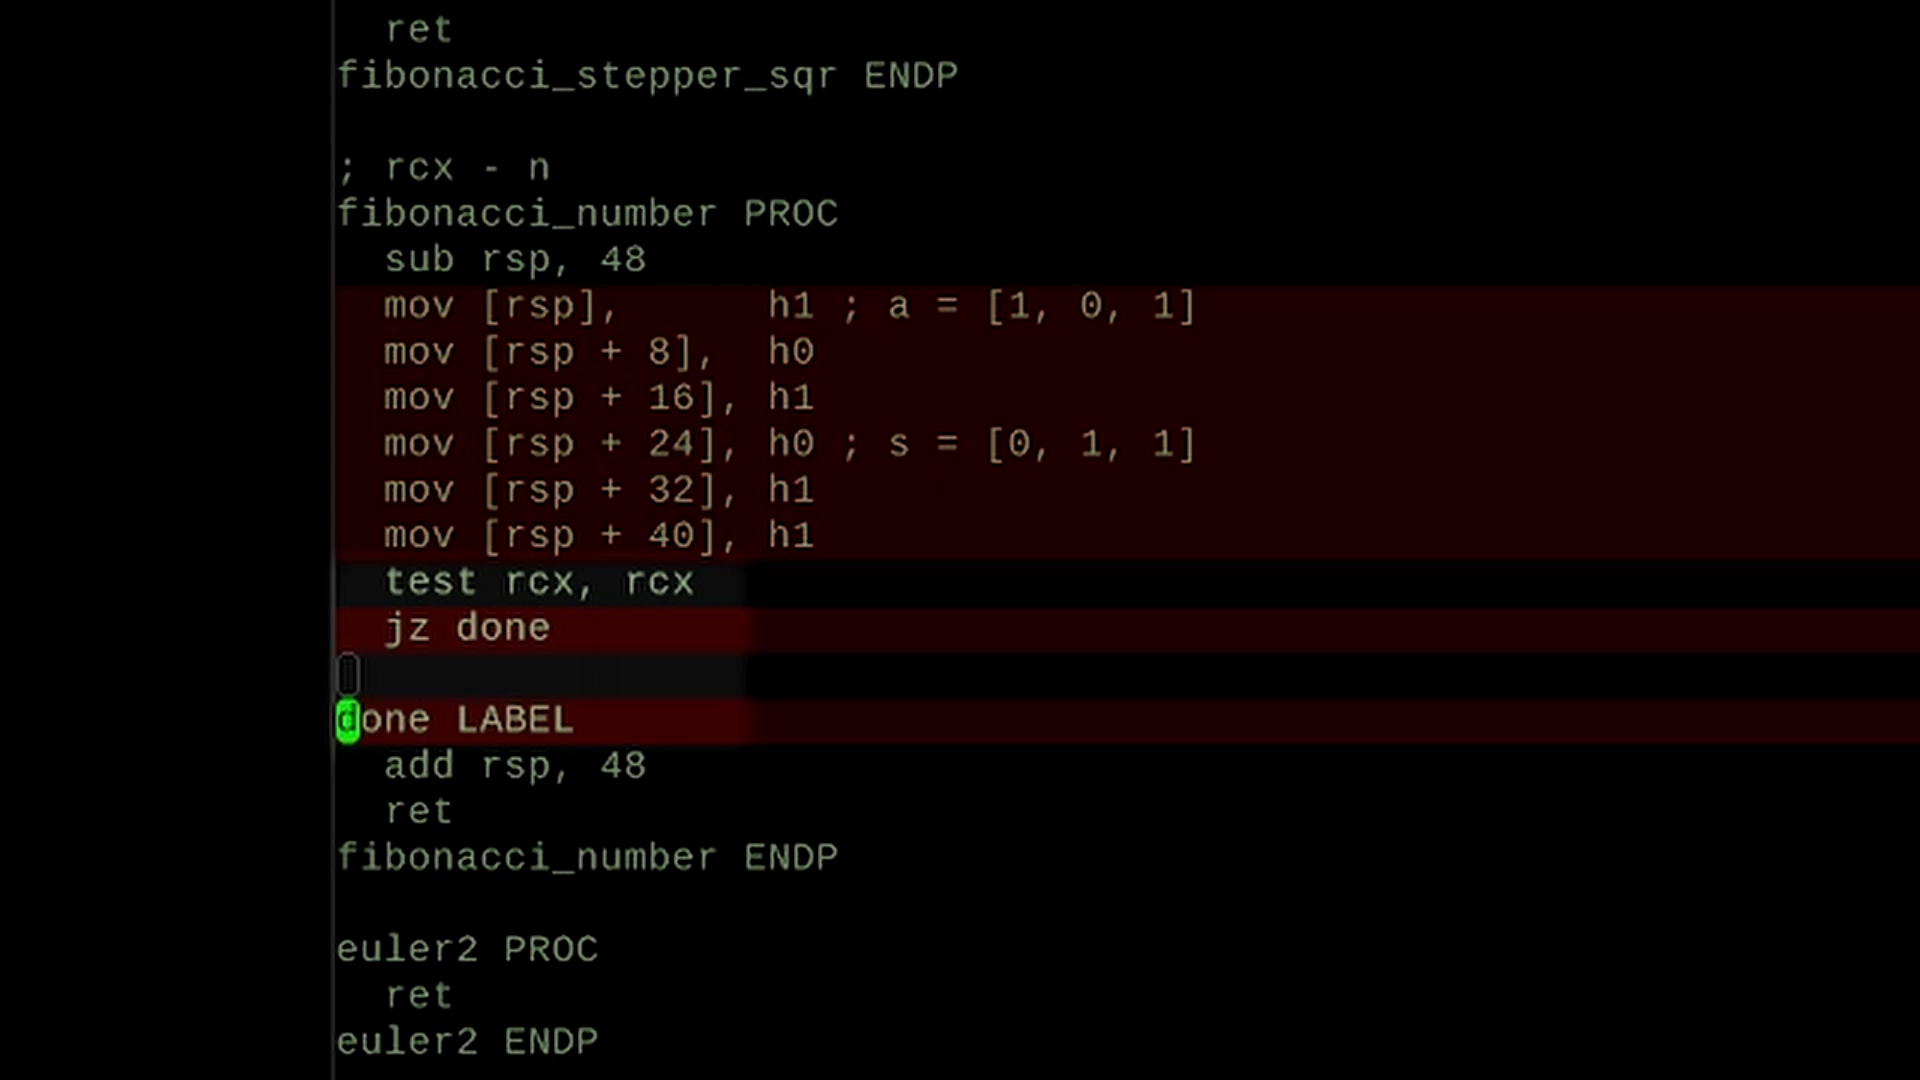 ret
fibonacci_stepper_sqr ENDP
; rcx - n
fibonacci_number PROC
sub rsp, 48
mov [rsp],      h1 ; a = [1, 0, 1]
mov [rsp + 8],  h0
mov [rsp + 16], h1
mov [rsp + 24], h0 ; s = [0, 1, 1]
mov [rsp + 32], h1
mov [rsp + 40], h1
test rcx, rcx
jz done
done LABEL
add rsp, 48
ret
fibonacci_number ENDP
euler2 PROC
ret
euler2 ENDP